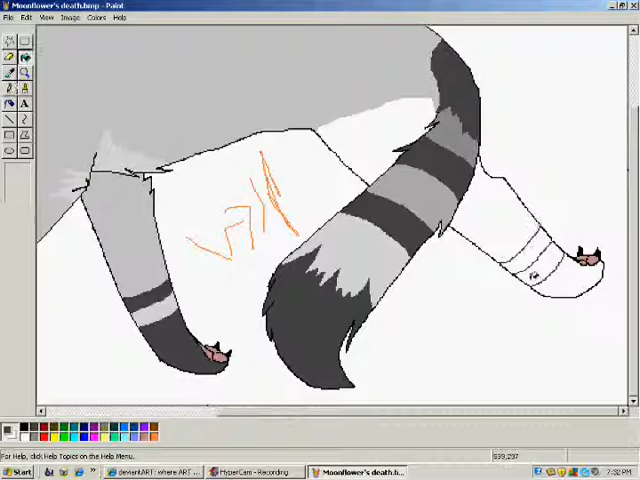 Moonflower's death.bmp - Paint
File Edit View Image Colors Help
A
For Help, click Help Topics on the Help Menu.
Start
deviantART: where ART ...
HyperCam - Recording
Moonflower's death.b...
7:32 PM